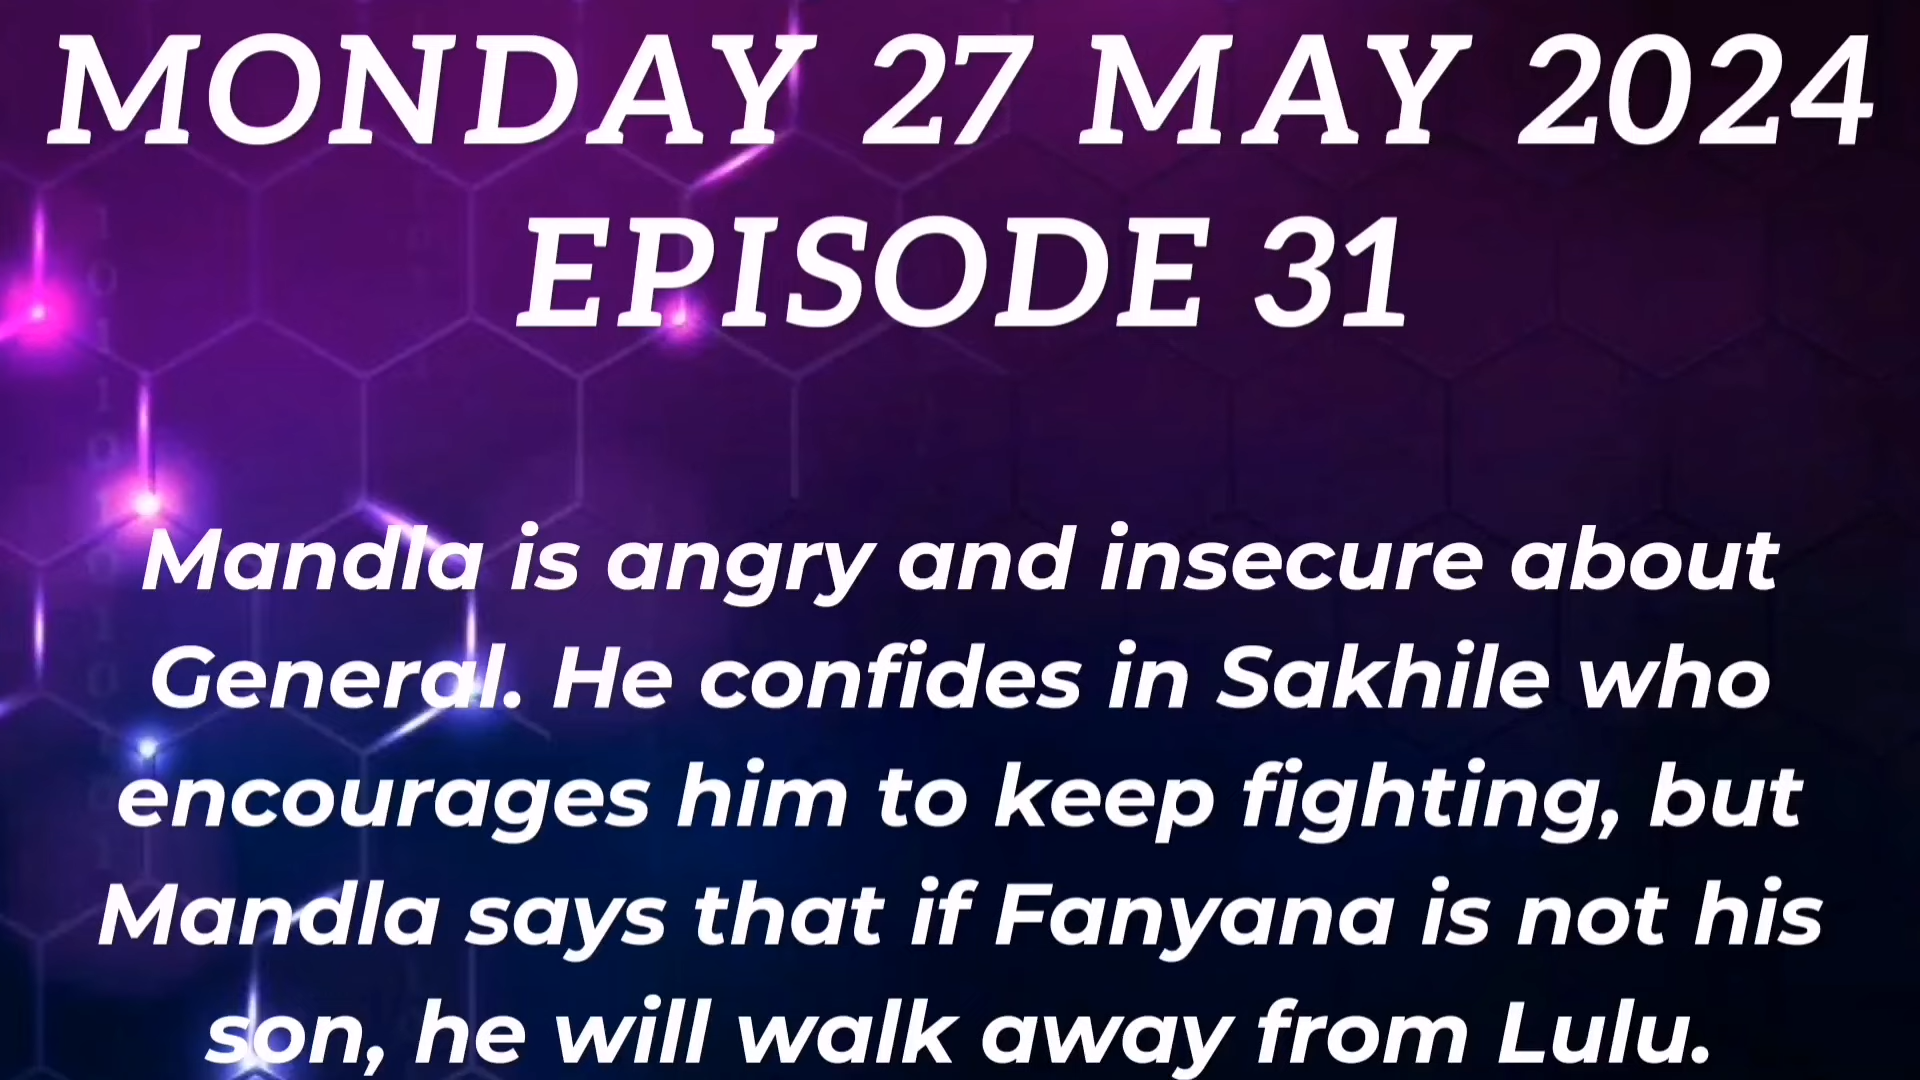 MONDAY 27 MAY 2024
EPISODE 31
Mandla is angry and insecure about
General. He confides in Sakhile who
encourages him to keep fighting, but
Mandla says that if Fanyana is not his
son, he will walk away from Lulu.